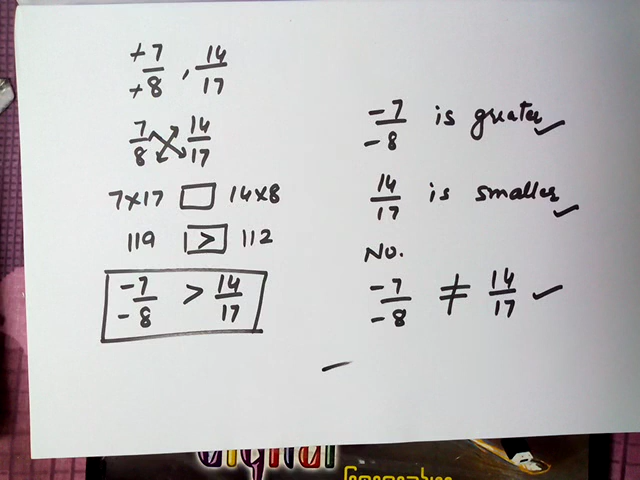 +7/+8 , 14/17
7/8 14/17
7×17 □ 14×8
119 > 112
-7/-8 > 14/17
-7/-8 is greater ✓
14/17 is smaller ✓
No.
-7/-8 ≠ 14/17 ✓
digital